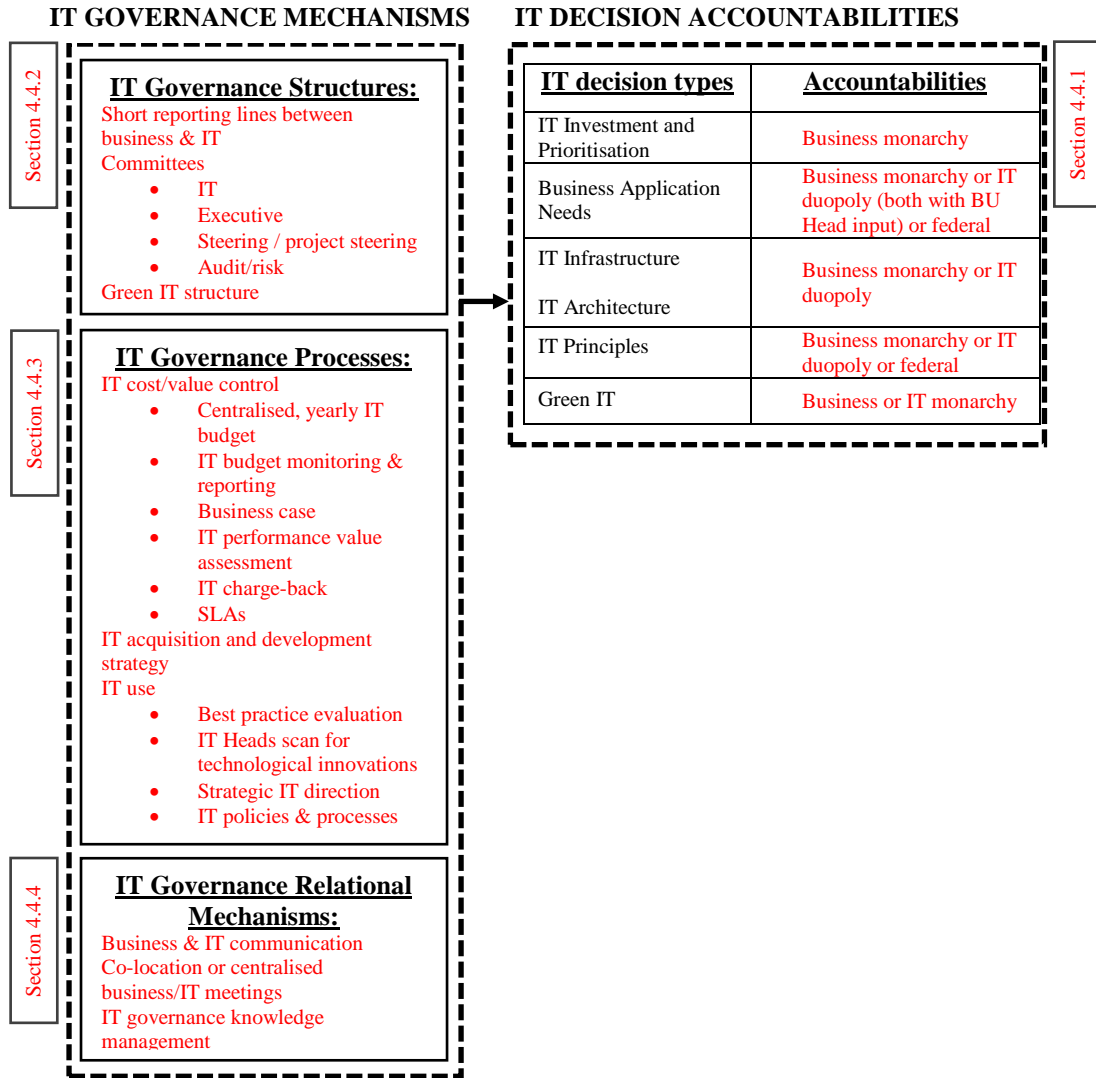 IT GOVERNANCE MECHANISMS
IT DECISION ACCOUNTABILITIES
Section 4.4.2
IT Governance Structures:
Short reporting lines between
business & IT
Committees
• IT
• Executive
• Steering / project steering
• Audit/risk
Green IT structure
Section 4.4.3
IT Governance Processes:
IT cost/value control
• Centralised, yearly IT
budget
• IT budget monitoring &
reporting
• Business case
• IT performance value
assessment
• IT charge-back
• SLAs
IT acquisition and development
strategy
IT use
• Best practice evaluation
• IT Heads scan for
technological innovations
• Strategic IT direction
• IT policies & processes
Section 4.4.4
IT Governance Relational
Mechanisms:
Business & IT communication
Co-location or centralised
business/IT meetings
IT governance knowledge
management
Section 4.4.1
IT decision types
Accountabilities
IT Investment and
Prioritisation
Business monarchy
Business Application
Needs
Business monarchy or IT
duopoly (both with BU
Head input) or federal
IT Infrastructure
IT Architecture
Business monarchy or IT
duopoly
IT Principles
Business monarchy or IT
duopoly or federal
Green IT
Business or IT monarchy